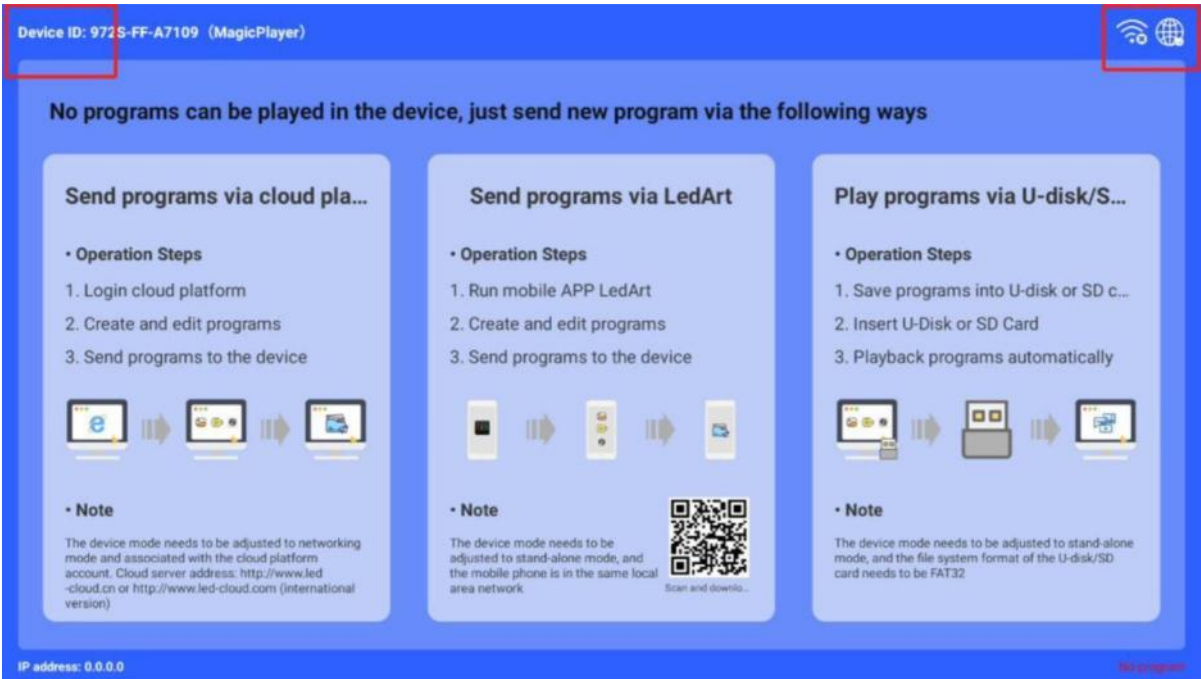 Device ID: 972S-FF-A7109（MagicPlayer）
No programs can be played in the device, just send new program via the following ways
Send programs via cloud pla...
• Operation Steps
1. Login cloud platform
2. Create and edit programs
3. Send programs to the device
• Note
The device mode needs to be adjusted to networking
mode and associated with the cloud platform
account. Cloud server address: http://www.led
-cloud.cn or http://www.led-cloud.com (international
version)
Send programs via LedArt
• Operation Steps
1. Run mobile APP LedArt
2. Create and edit programs
3. Send programs to the device
• Note
The device mode needs to be
adjusted to stand-alone mode, and
the mobile phone is in the same local
area network
Scan and downlo...
Play programs via U-disk/S...
• Operation Steps
1. Save programs into U-disk or SD c...
2. Insert U-Disk or SD Card
3. Playback programs automatically
• Note
The device mode needs to be adjusted to stand-alone
mode, and the file system format of the U-disk/SD
card needs to be FAT32
IP address: 0.0.0.0
No program